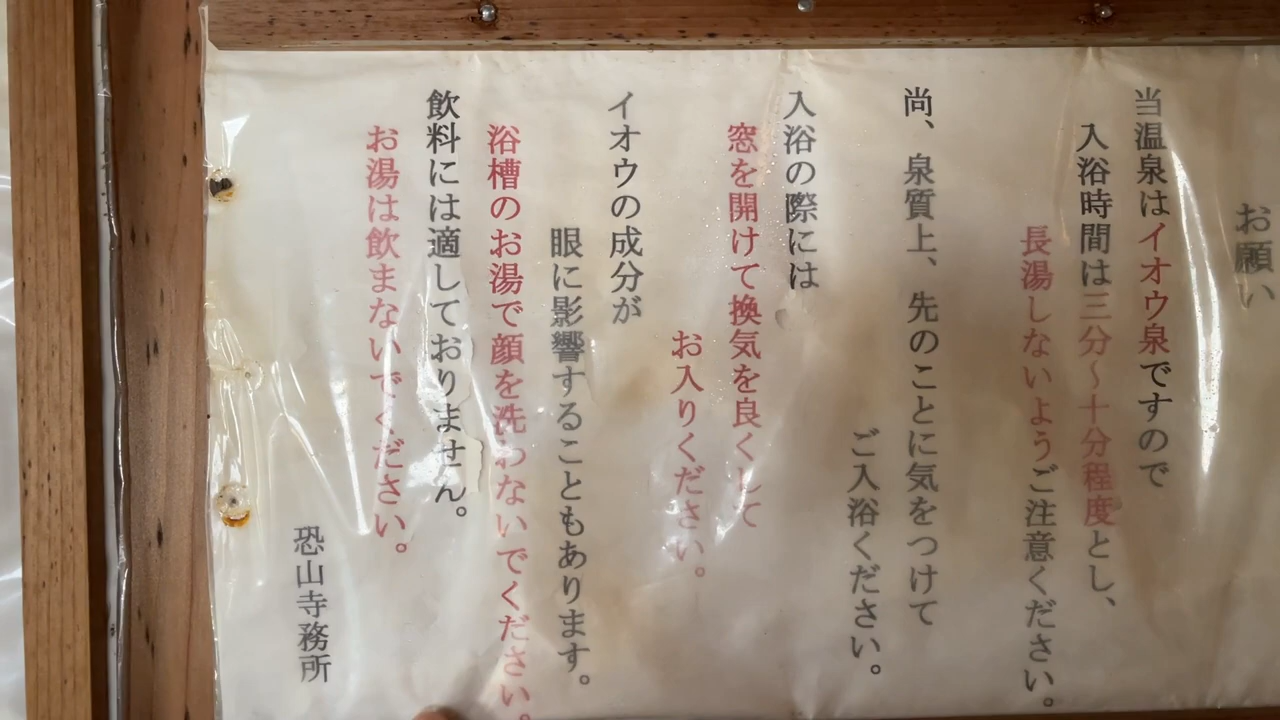 お願い
当温泉はイオウ泉ですので
入浴時間は三分～十分程度とし、
長湯しないようご注意ください。
尚、泉質上、先のことに気をつけて
ご入浴ください。
入浴の際には
窓を開けて換気を良くして
お入りください。
イオウの成分が
眼に影響することもあります。
浴槽のお湯で顔を洗わないでください。
飲料には適しておりません。
お湯は飲まないでください。
恐山寺務所